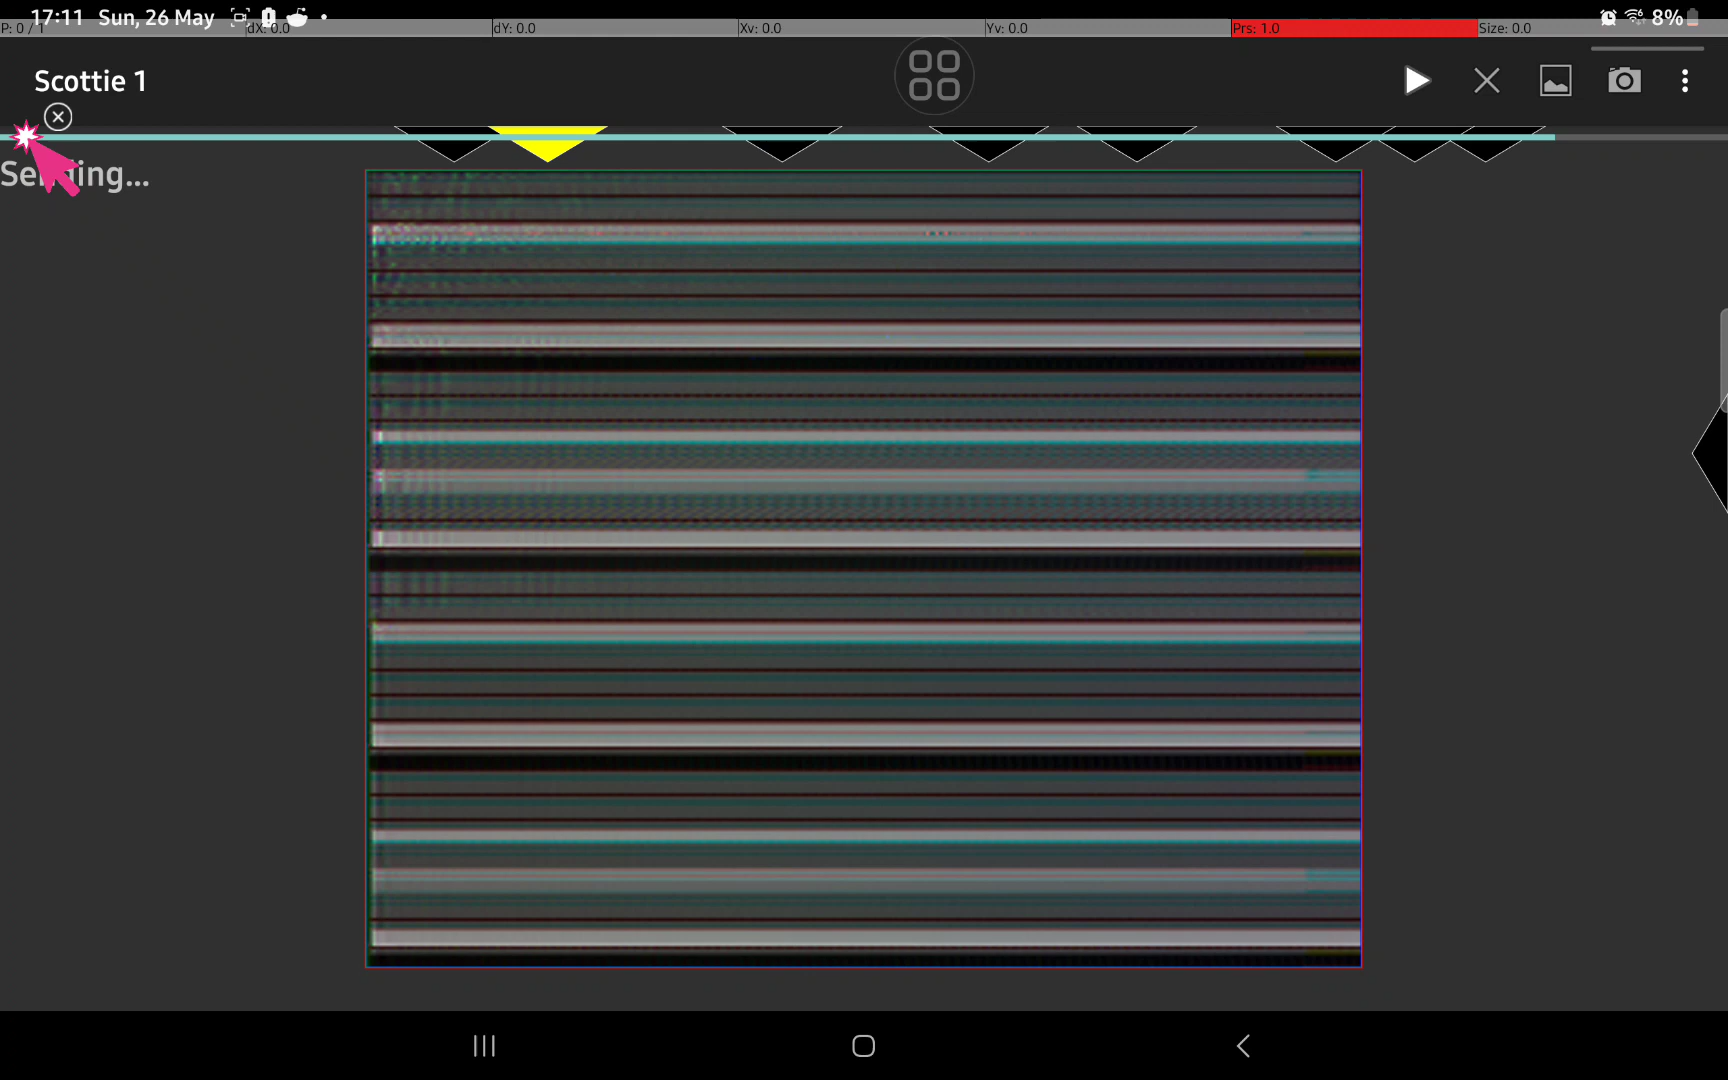 17:11 Sun, 26 May 8%
P: 0 / 1 dX: 0.0 dY: 0.0 Xv: 0.0 Yv: 0.0 Prs: 1.0 Size: 0.0
Scottie 1
Sending...